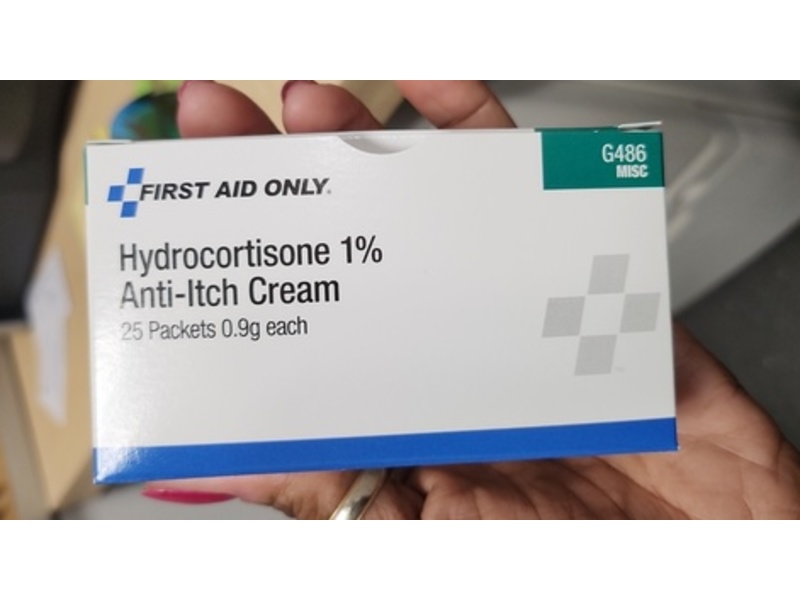 FIRST AID ONLY.
G486
MISC
Hydrocortisone 1%
Anti-Itch Cream
25 Packets 0.9g each